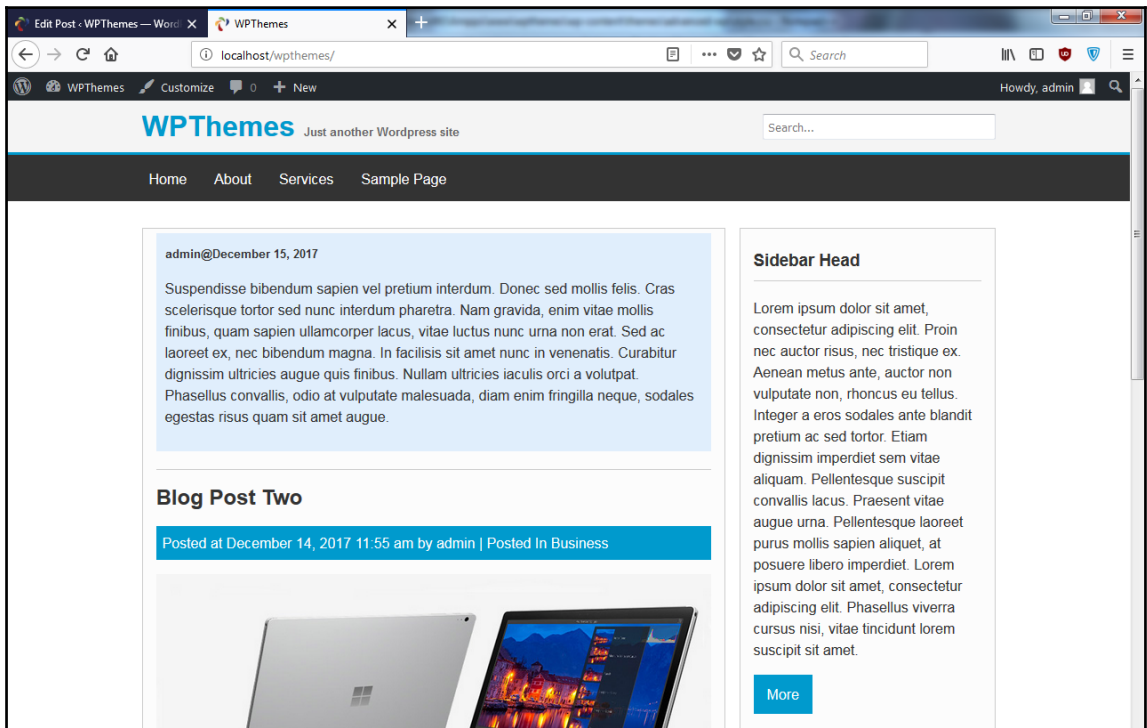 Edit Post ‹ WPThemes — Word
WPThemes
localhost/wpthemes/
Search
WPThemes
Customize
0
New
Howdy, admin
WPThemes
Just another Wordpress site
Search...
Home
About
Services
Sample Page
admin@December 15, 2017
Suspendisse bibendum sapien vel pretium interdum. Donec sed mollis felis. Cras
scelerisque tortor sed nunc interdum pharetra. Nam gravida, enim vitae mollis
finibus, quam sapien ullamcorper lacus, vitae luctus nunc urna non erat. Sed ac
laoreet ex, nec bibendum magna. In facilisis sit amet nunc in venenatis. Curabitur
dignissim ultricies augue quis finibus. Nullam ultricies iaculis orci a volutpat.
Phasellus convallis, odio at vulputate malesuada, diam enim fringilla neque, sodales
egestas risus quam sit amet augue.
Blog Post Two
Posted at December 14, 2017 11:55 am by admin | Posted In Business
Sidebar Head
Lorem ipsum dolor sit amet,
consectetur adipiscing elit. Proin
nec auctor risus, nec tristique ex.
Aenean metus ante, auctor non
vulputate non, rhoncus eu tellus.
Integer a eros sodales ante blandit
pretium ac sed tortor. Etiam
dignissim imperdiet sem vitae
aliquam. Pellentesque suscipit
convallis lacus. Praesent vitae
augue urna. Pellentesque laoreet
purus mollis sapien aliquet, at
posuere libero imperdiet. Lorem
ipsum dolor sit amet, consectetur
adipiscing elit. Phasellus viverra
cursus nisi, vitae tincidunt lorem
suscipit sit amet.
More